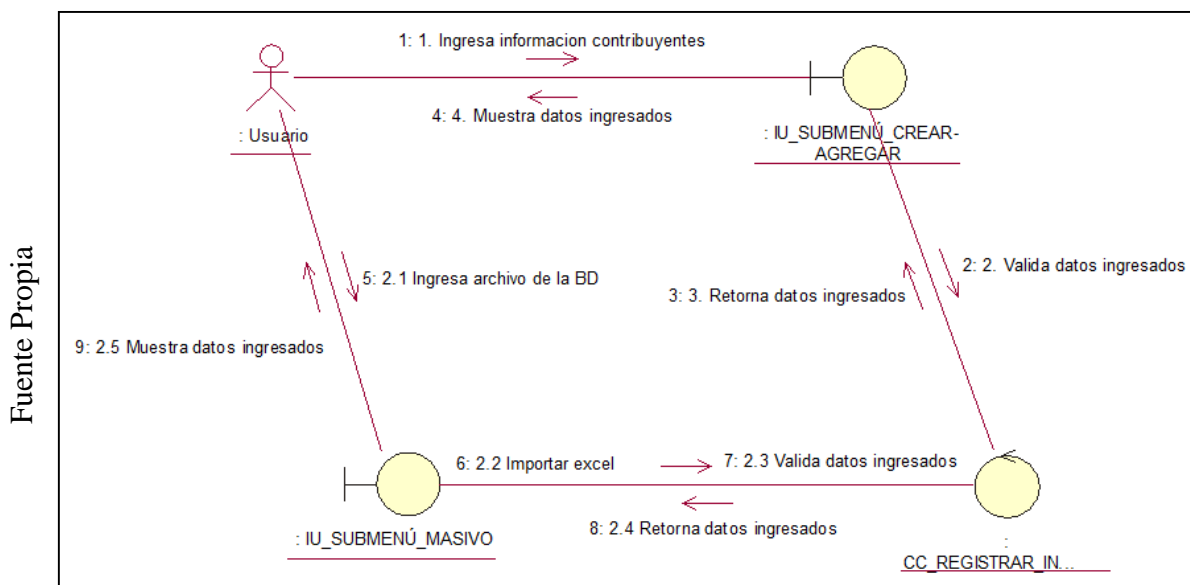 1: 1. Ingresa informacion contribuyentes
4: 4. Muestra datos ingresados
: Usuario
: IU_SUBMENÚ_CREAR-
AGREGAR
Fuente Propia
5: 2.1 Ingresa archivo de la BD
2: 2. Valida datos ingresados
3: 3. Retorna datos ingresados
9: 2.5 Muestra datos ingresados
6: 2.2 Importar excel
7: 2.3 Valida datos ingresados
8: 2.4 Retorna datos ingresados
: IU_SUBMENÚ_MASIVO
:
CC_REGISTRAR_IN...